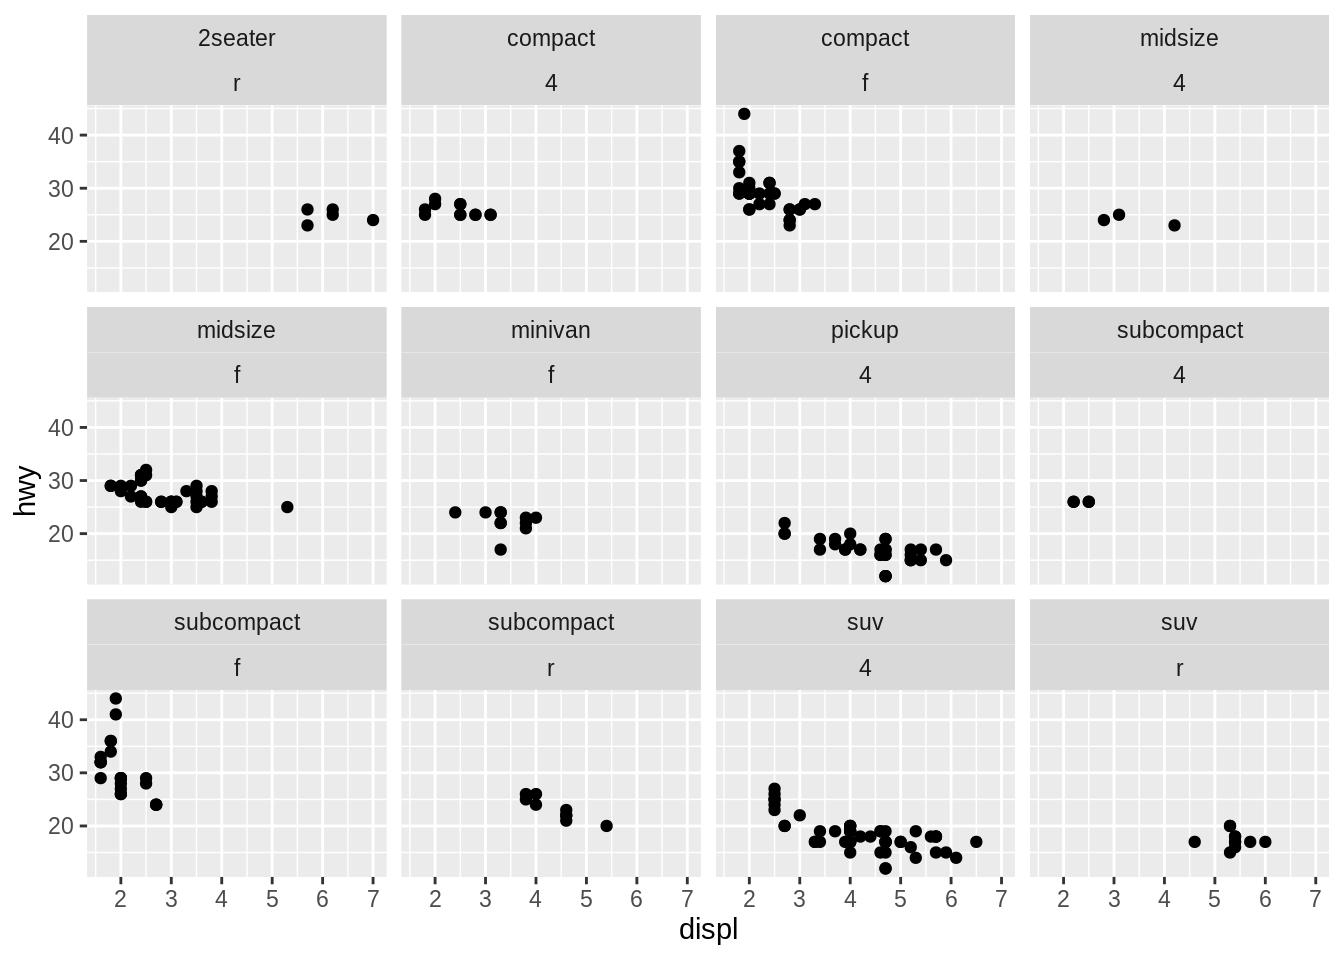 2seater compact compact midsize
r 4 f 4
40
30
20
midsize minivan pickup subcompact
f f 4 4
40
30
20
hwy
subcompact subcompact suv suv
f r 4 r
40
30
20
2 3 4 5 6 7 2 3 4 5 6 7 2 3 4 5 6 7 2 3 4 5 6 7
displ